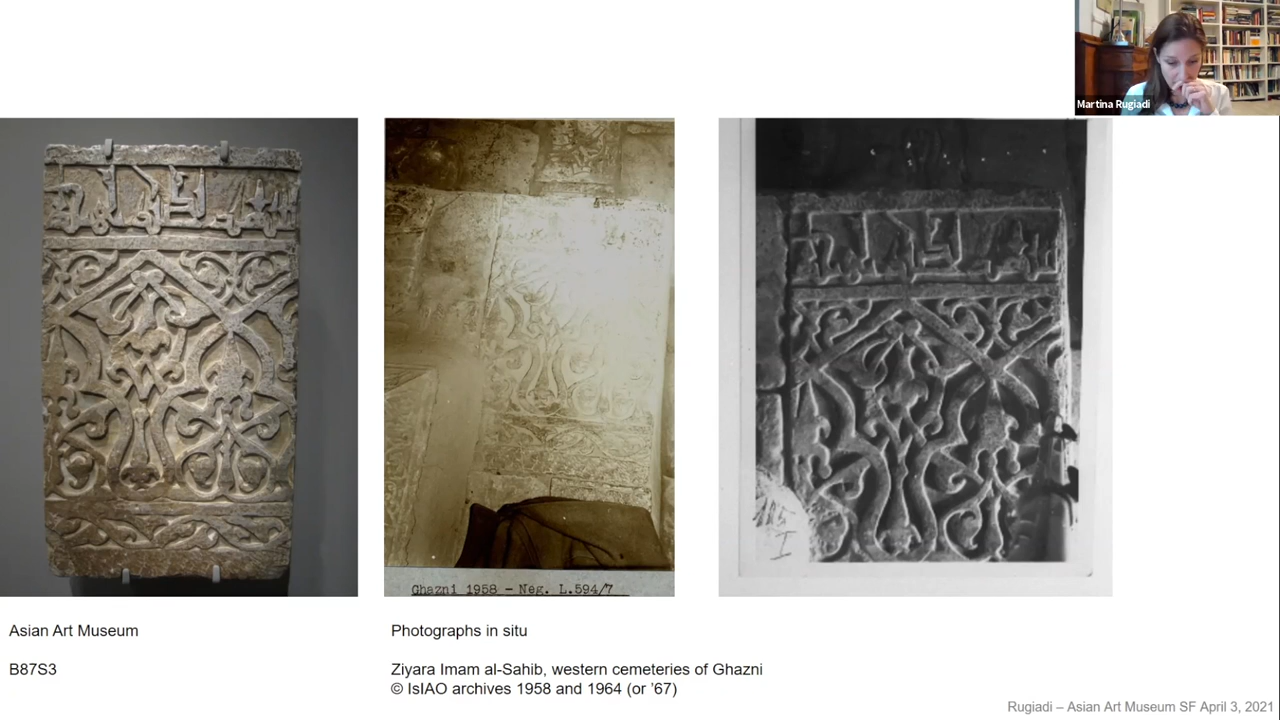 Martina Rugiadi
Ghazni 1958 - Neg. L.594/7
Asian Art Museum
B87S3
Photographs in situ
Ziyara Imam al-Sahib, western cemeteries of Ghazni
© IsIAO archives 1958 and 1964 (or '67)
Rugiadi – Asian Art Museum SF April 3, 2021